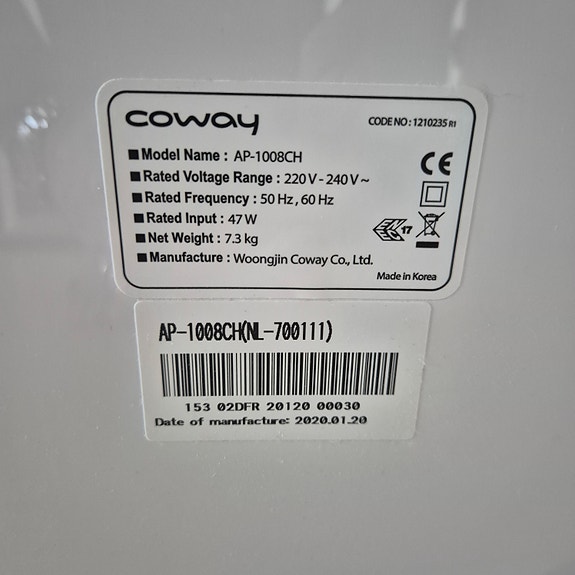 coway
CODE NO : 1210235 R1
■ Model Name : AP-1008CH
■ Rated Voltage Range : 220 V - 240 V ~
■ Rated Frequency : 50 Hz , 60 Hz
■ Rated Input : 47 W
■ Net Weight : 7.3 kg
■ Manufacture : Woongjin Coway Co., Ltd.
CE
17
Made in Korea
AP-1008CH(NL-700111)
153 02DFR 20120 00030
Date of manufacture: 2020.01.20